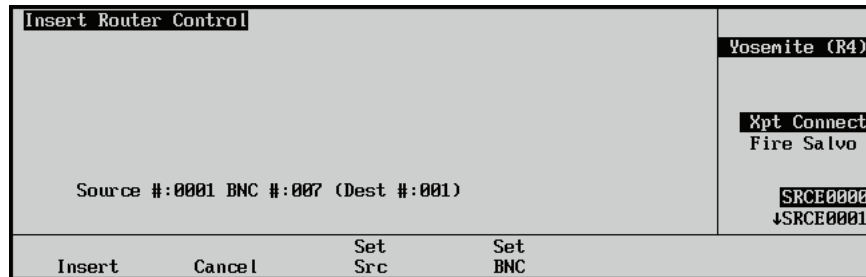 Insert Router Control
Yosemite (R4)
Xpt Connect
Fire Salvo
Source #:0001 BNC #:007 (Dest #:001)
SRCE0000
↓SRCE0001
Set Set
Insert Cancel Src BNC